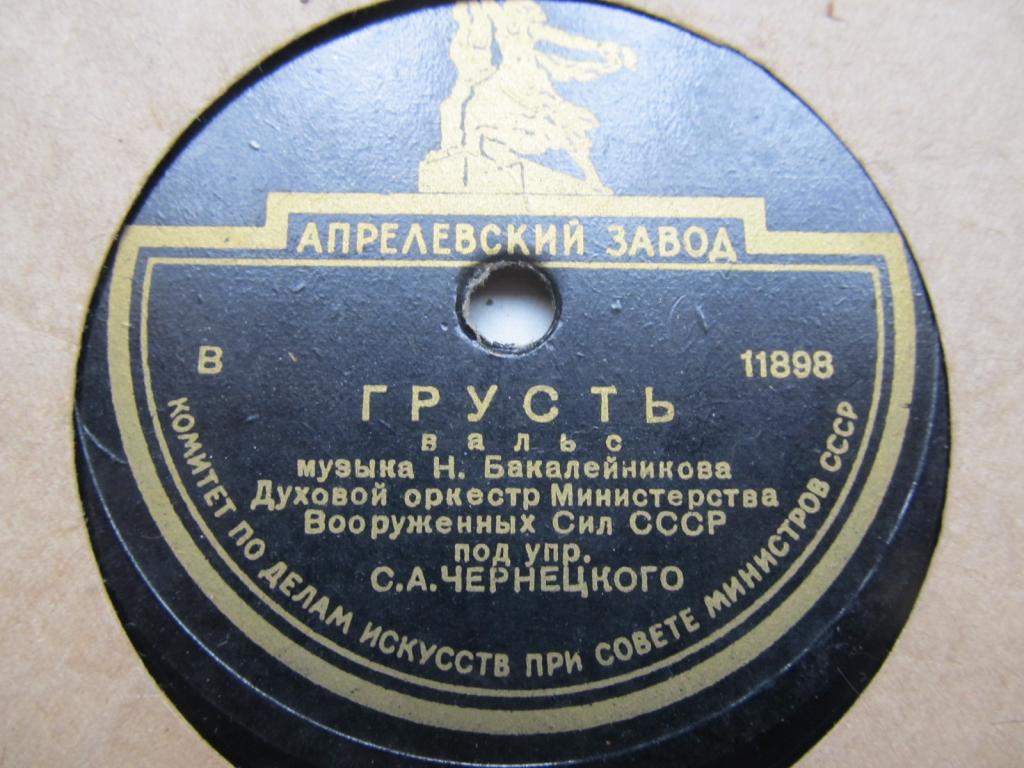 АПРЕЛЕВСКИЙ ЗАВОД
В 11898
ГРУСТЬ
вальс
музыка Н. Бакалейникова
Духовой оркестр Министерства
Вооруженных Сил СССР
под упр.
С.А.ЧЕРНЕЦКОГО
КОМИТЕТ ПО ДЕЛАМ ИСКУССТВ ПРИ СОВЕТЕ МИНИСТРОВ СССР